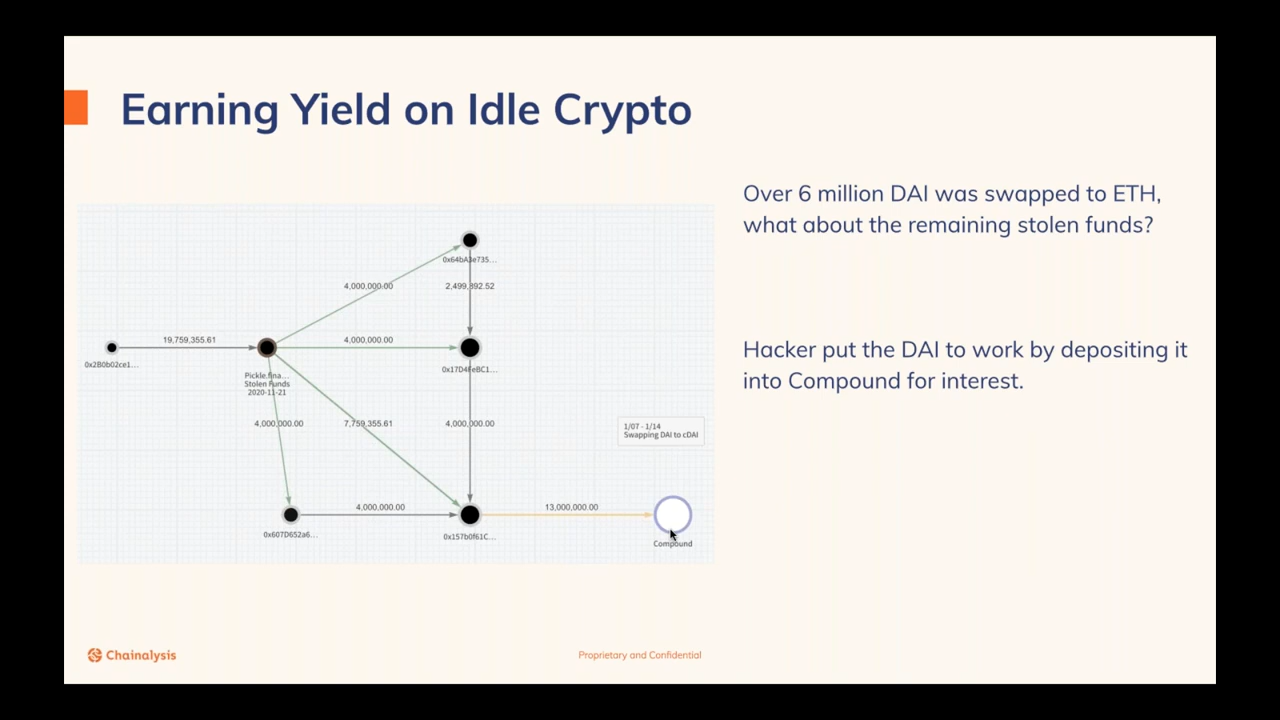 Earning Yield on Idle Crypto
Over 6 million DAI was swapped to ETH,
what about the remaining stolen funds?
Hacker put the DAI to work by depositing it
into Compound for interest.
0x64bA3e735...
4,000,000.00
2,499,892.52
19,759,355.61
4,000,000.00
0x2B0b02ce1...
0x17D4FeBC1...
Pickle.fina...
Stolen Funds
2020-11-21
4,000,000.00
7,759,355.61
4,000,000.00
1/07 - 1/14
Swapping DAI to cDAI
4,000,000.00
13,000,000.00
0x607D652a6...
0x157b0f61C...
Compound
Chainalysis
Proprietary and Confidential